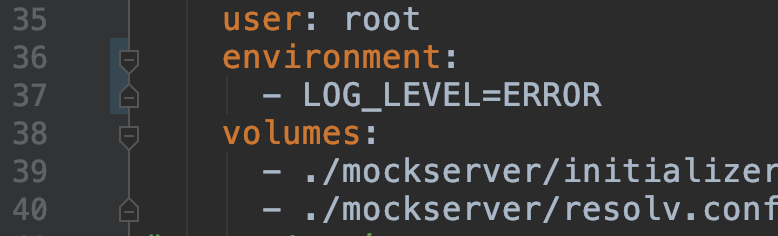 35 user: root
36 environment:
37 - LOG_LEVEL=ERROR
38 volumes:
39 - ./mockserver/initializer
40 - ./mockserver/resolv.conf